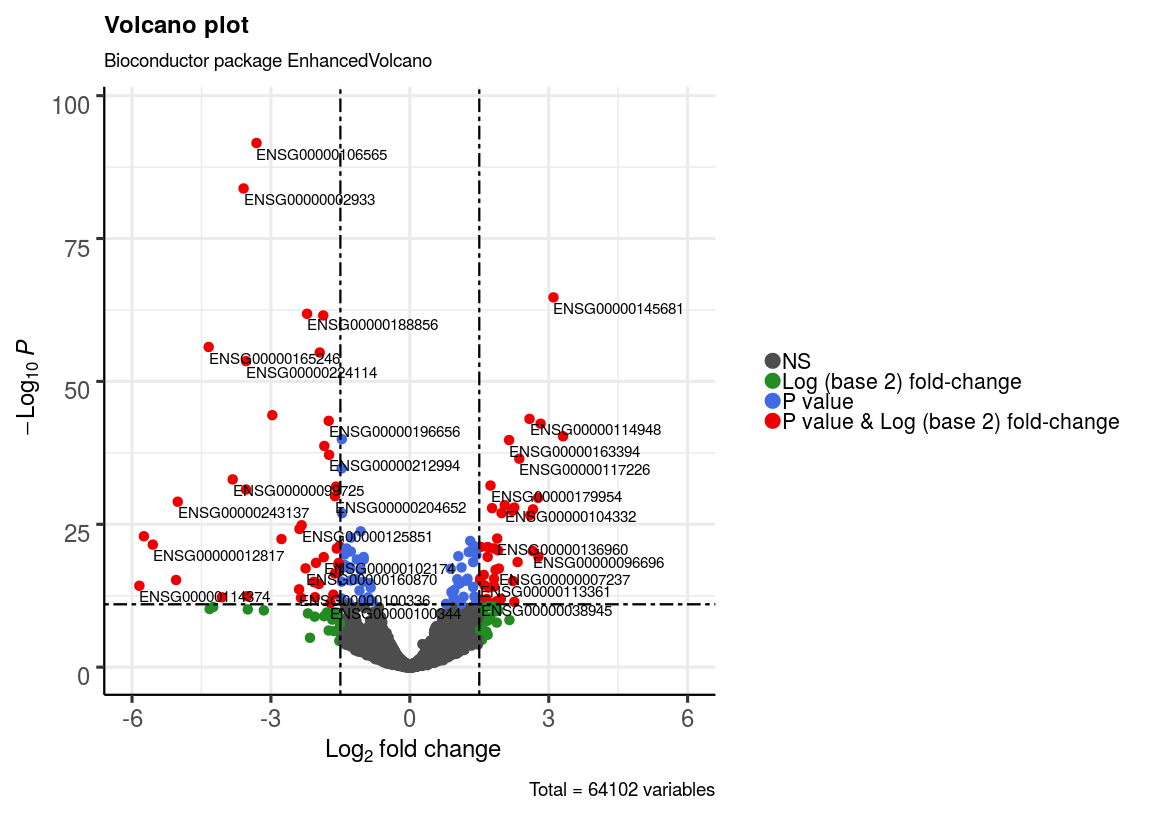 Volcano plot
Bioconductor package EnhancedVolcano
100
75
50
25
0
−Log10 P
ENSG00000106565
ENSG00000002933
ENSG00000145681
ENSG00000188856
ENSG00000165246
ENSG00000224114
ENSG00000196656
ENSG00000114948
ENSG00000163394
ENSG00000212994
ENSG00000117226
ENSG00000099725
ENSG00000179954
ENSG00000204652
ENSG00000243137
ENSG00000104332
ENSG00000125851
ENSG00000136960
ENSG00000012817
ENSG00000096696
ENSG00000102174
ENSG00000160870
ENSG00000007237
ENSG00000113361
ENSG00000114374
ENSG00000100336
ENSG00000038945
ENSG00000100344
-6
-3
0
3
6
Log2 fold change
NS
Log (base 2) fold-change
P value
P value & Log (base 2) fold-change
Total = 64102 variables